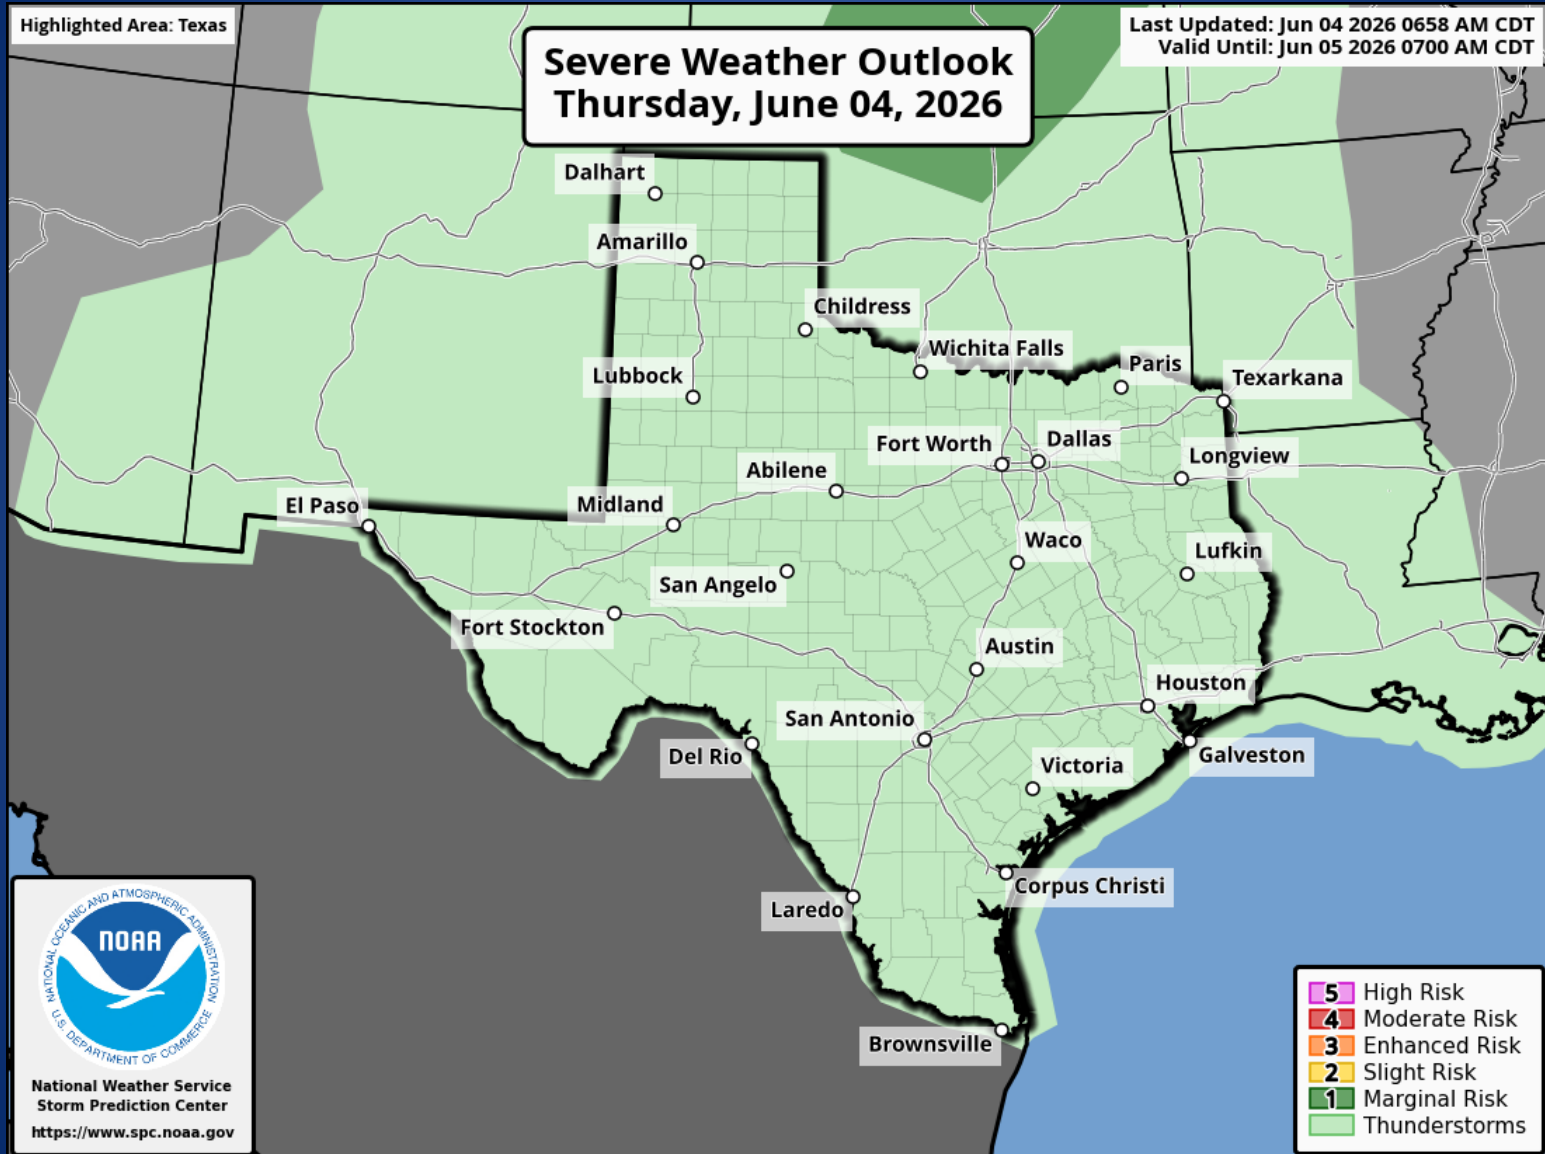 Highlighted Area: Texas
Severe Weather Outlook
Thursday, June 04, 2026
Last Updated: Jun 04 2026 0658 AM CDT
Valid Until: Jun 05 2026 0700 AM CDT
Dalhart
Amarillo
Childress
Wichita Falls
Paris
Lubbock
Texarkana
Fort Worth
Dallas
Longview
Abilene
El Paso
Midland
Waco
Lufkin
San Angelo
Fort Stockton
Austin
Houston
San Antonio
Del Rio
Galveston
Victoria
Corpus Christi
Laredo
Brownsville
NATIONAL OCEANIC AND ATMOSPHERIC ADMINISTRATION
NOAA
U.S. DEPARTMENT OF COMMERCE
National Weather Service
Storm Prediction Center
https://www.spc.noaa.gov
5 High Risk
4 Moderate Risk
3 Enhanced Risk
2 Slight Risk
1 Marginal Risk
Thunderstorms